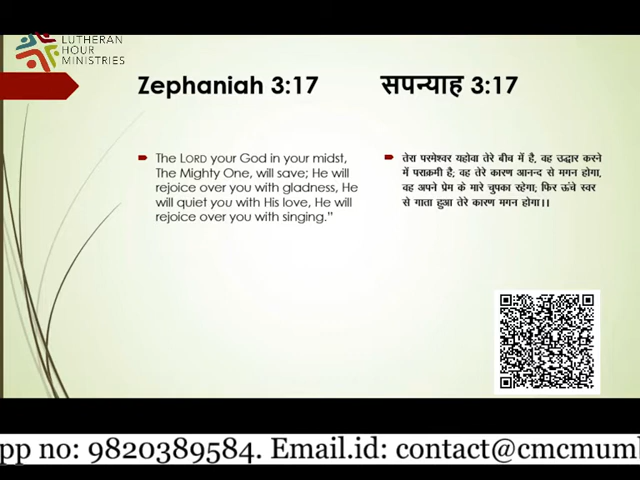 LUTHERAN
HOUR
MINISTRIES
Zephaniah 3:17
सपन्याह 3:17
The LORD your God in your midst,
The Mighty One, will save; He will
rejoice over you with gladness, He
will quiet you with His love, He will
rejoice over you with singing.”
तेरा परमेश्वर यहोवा तेरे बीच में है, वह उद्धार करने
में पराक्रमी है; वह तेरे कारण आनन्द से मगन होगा,
वह अपने प्रेम के मारे चुपका रहेगा; फिर ऊंचे स्वर
से गाता हुआ तेरे कारण मगन होगा।।
pp no: 9820389584. Email.id: contact@cmcmumb